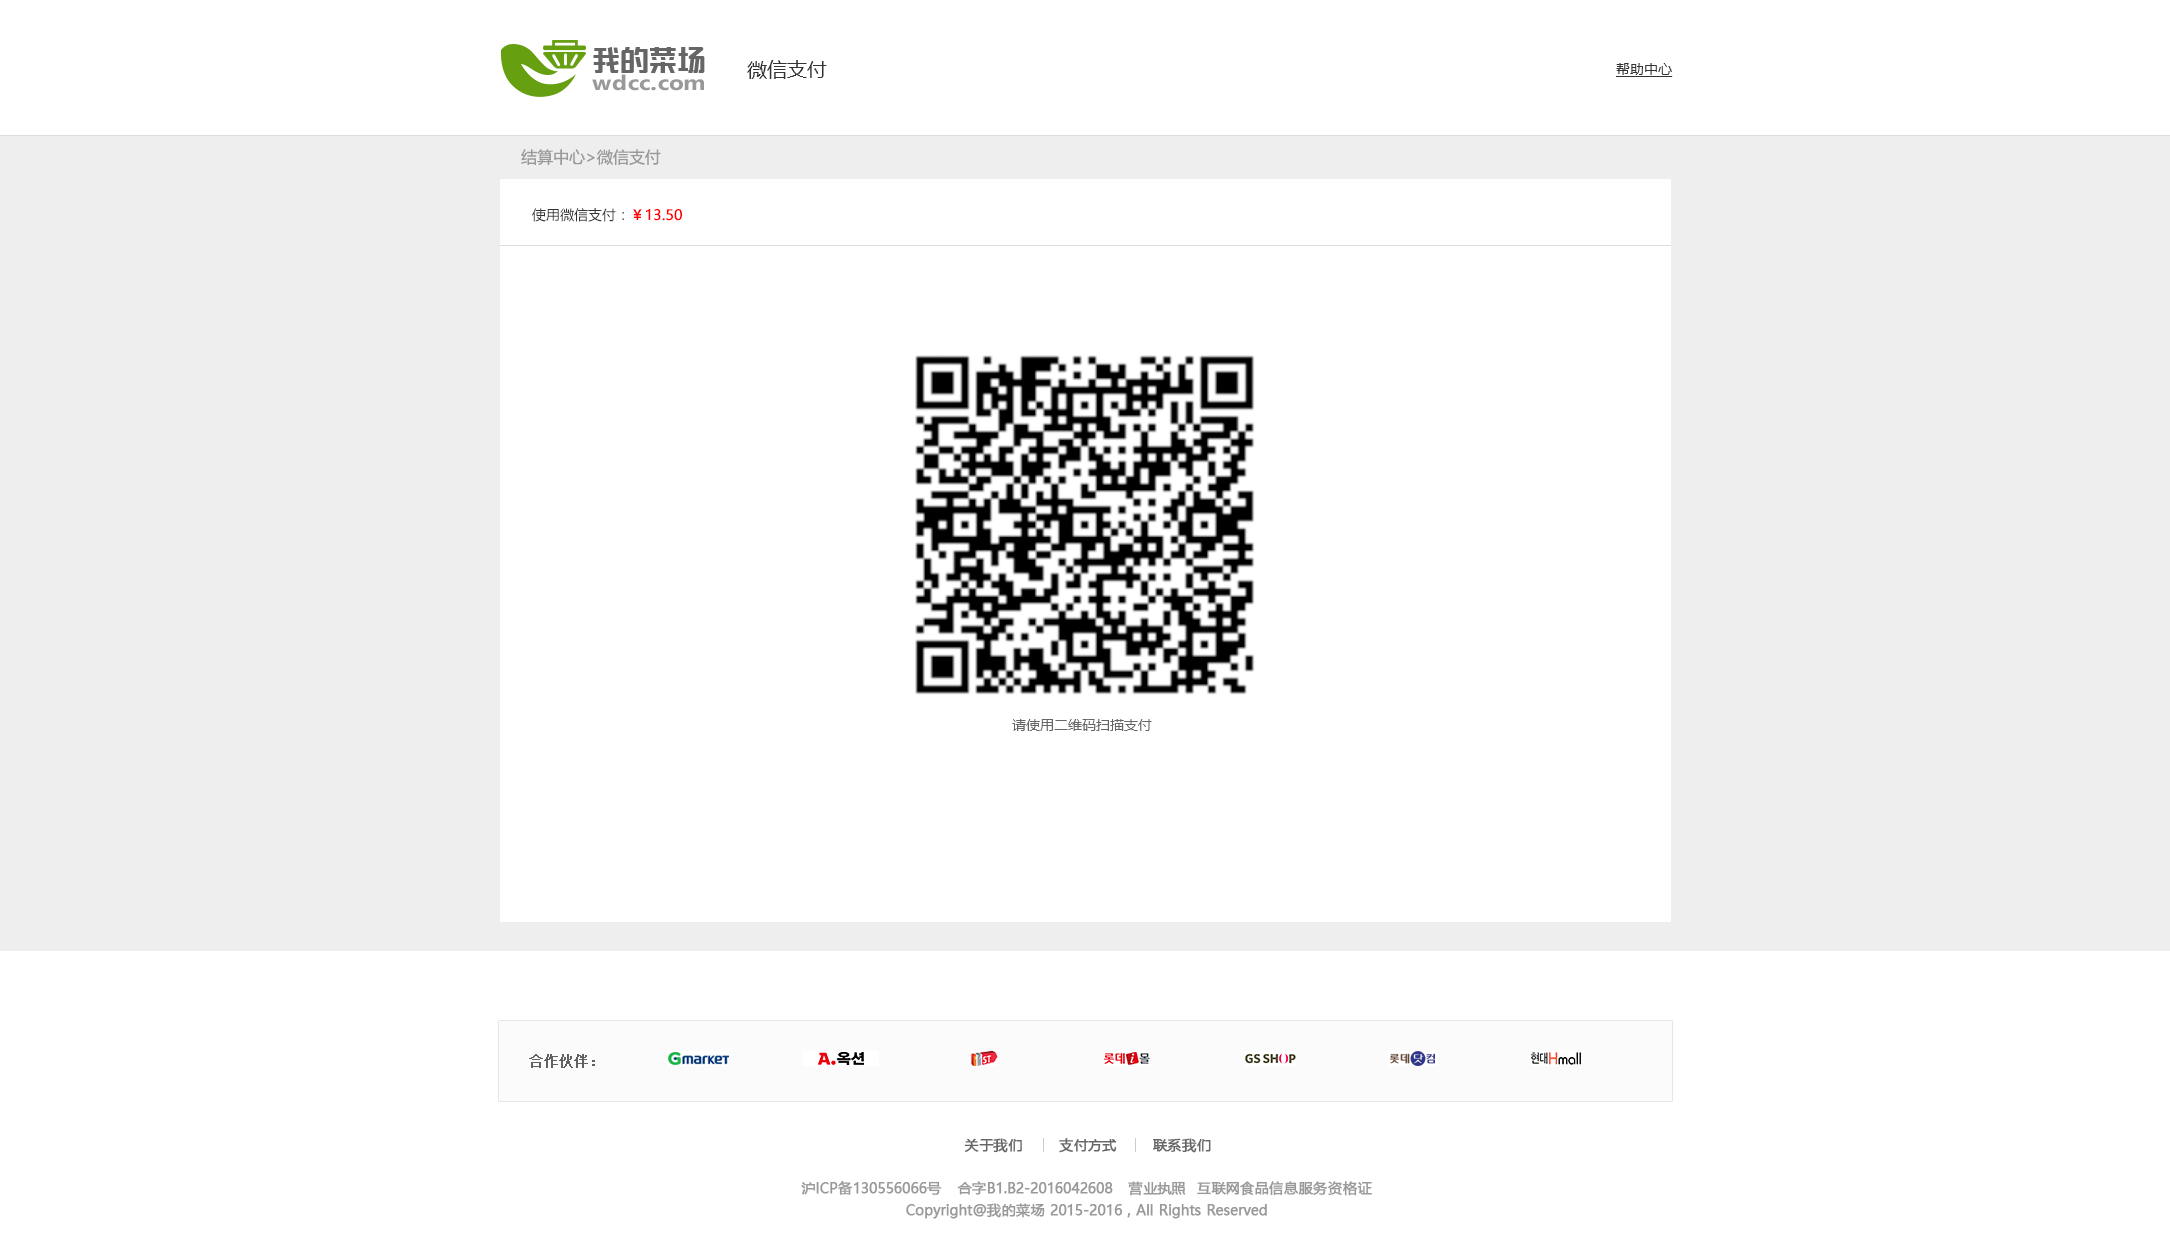 我的菜场
wdcc.com
微信支付
帮助中心
结算中心>微信支付
使用微信支付：¥13.50
请使用二维码扫描支付
合作伙伴：
Gmarket
A.옥션
11ST
롯데i몰
GS SHOP
롯데닷컴
현대Hmall
关于我们
支付方式
联系我们
沪ICP备130556066号 合字B1.B2-2016042608 营业执照 互联网食品信息服务资格证
Copyright@我的菜场 2015-2016 , All Rights Reserved